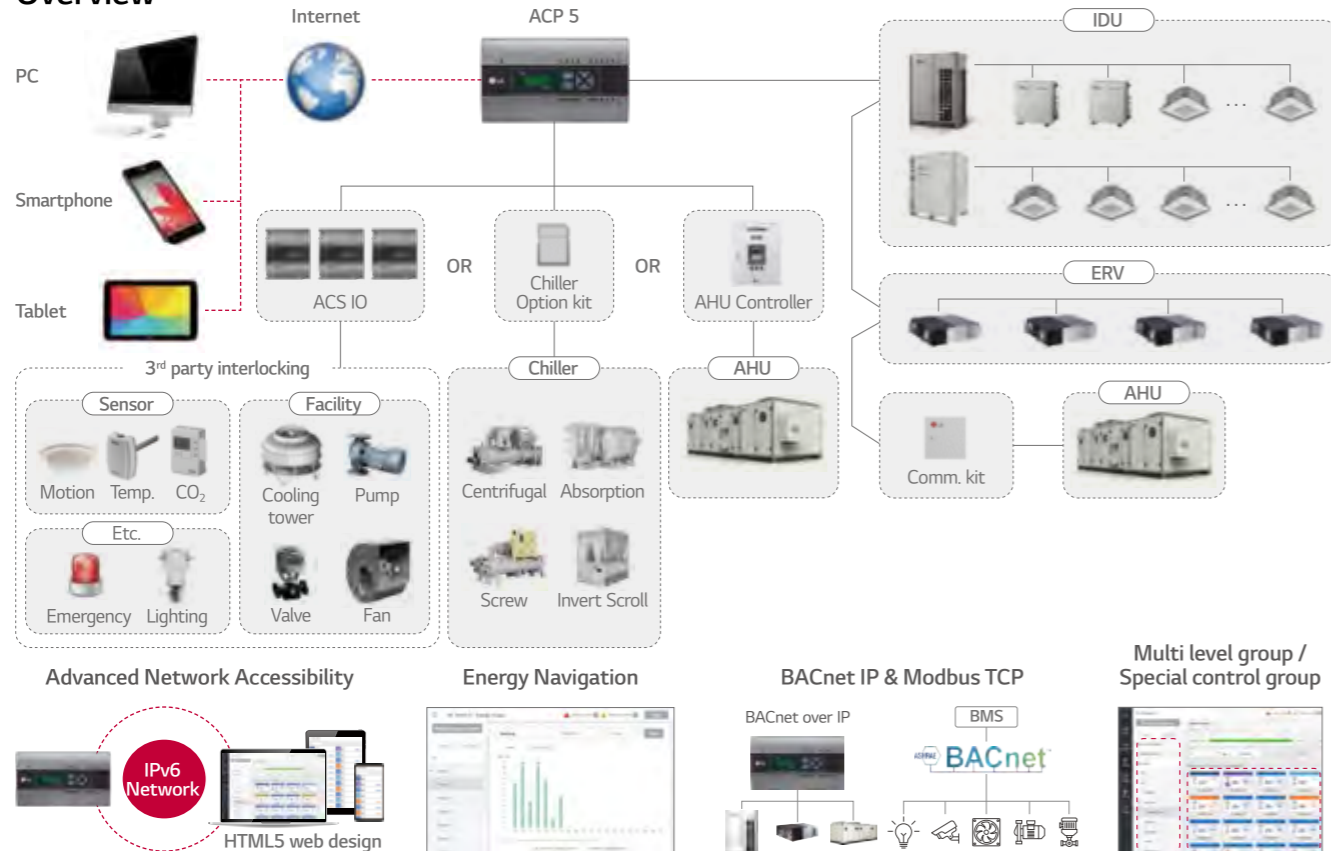 Overview
Internet
ACP 5
IDU
PC
Smartphone
Tablet
ACS IO
OR
Chiller
Option kit
OR
AHU Controller
ERV
3rd party interlocking
Sensor
Motion
Temp.
CO₂
Etc.
Emergency
Lighting
Facility
Cooling
tower
Pump
Valve
Fan
Chiller
Centrifugal
Absorption
Screw
Invert Scroll
AHU
Comm. kit
AHU
Advanced Network Accessibility
IPv6
Network
HTML5 web design
Energy Navigation
BACnet IP & Modbus TCP
BACnet over IP
BMS
ASHRAE BACnet™
Multi level group /
Special control group